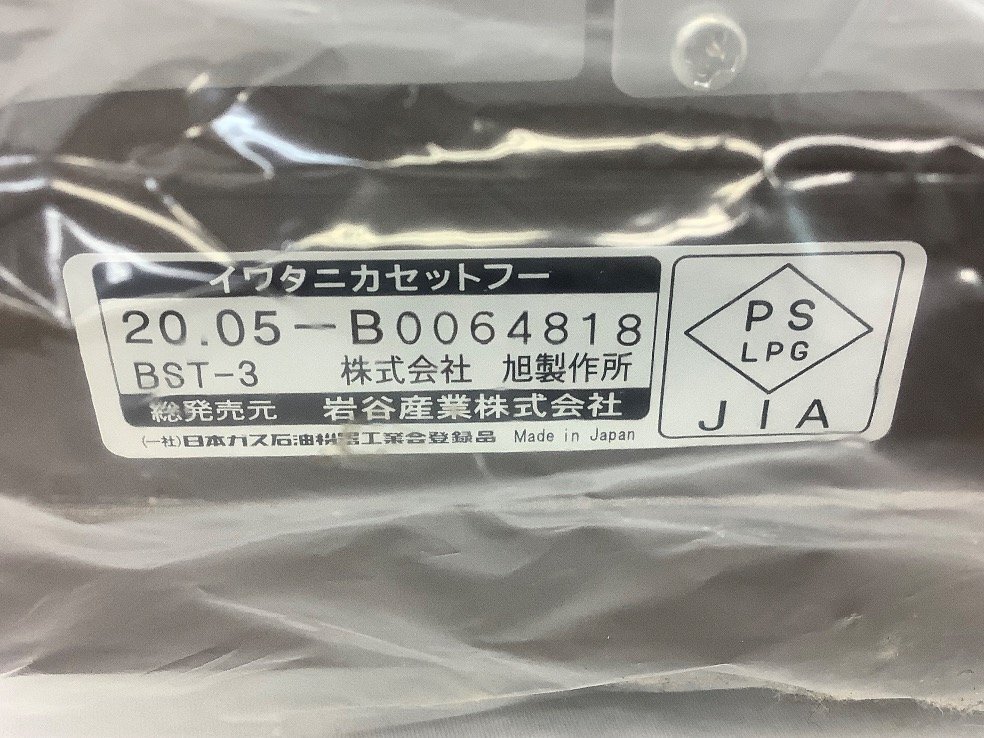 イワタニカセットフー
20.05-B0064818
BST-3 株式会社 旭製作所
総発売元 岩谷産業株式会社
(一社)日本ガス石油機器工業会登録品 Made in Japan
PS
LPG
JIA